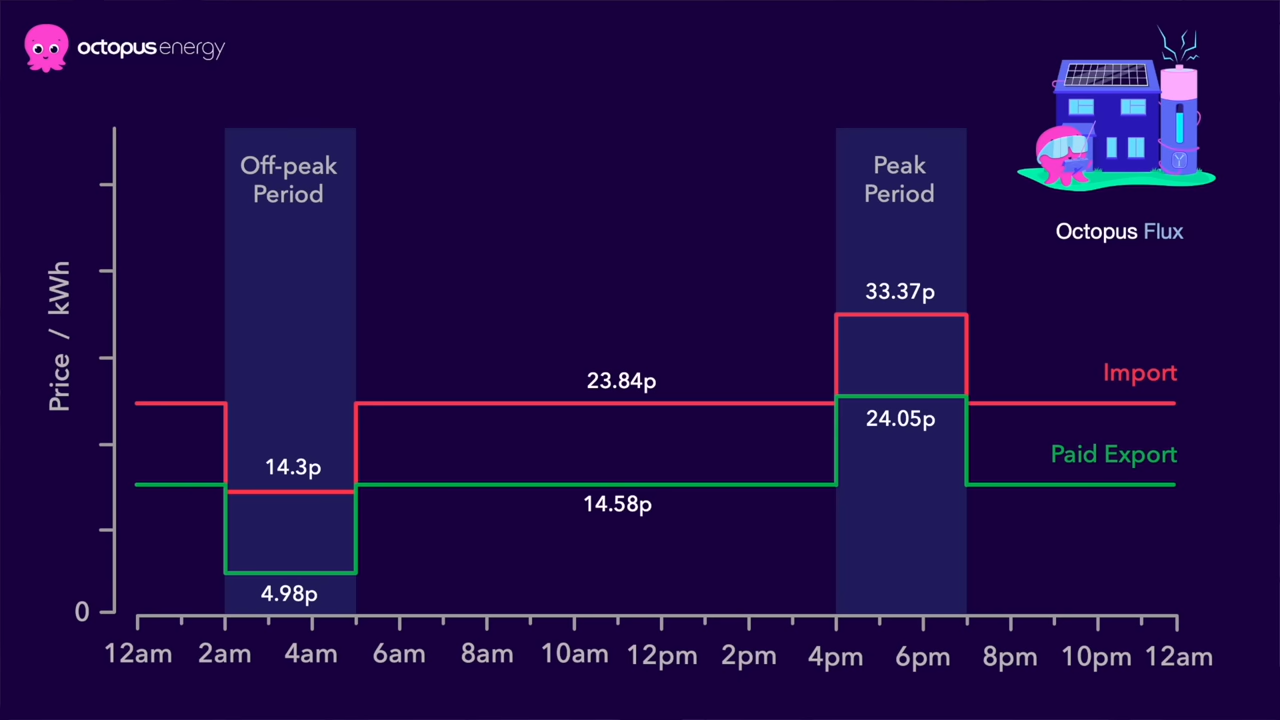 octopus energy
Off-peak
Period
Peak
Period
Octopus Flux
Price / kWh
33.37p
Import
23.84p
24.05p
Paid Export
14.3p
14.58p
4.98p
0
12am 2am 4am 6am 8am 10am 12pm 2pm 4pm 6pm 8pm 10pm 12am